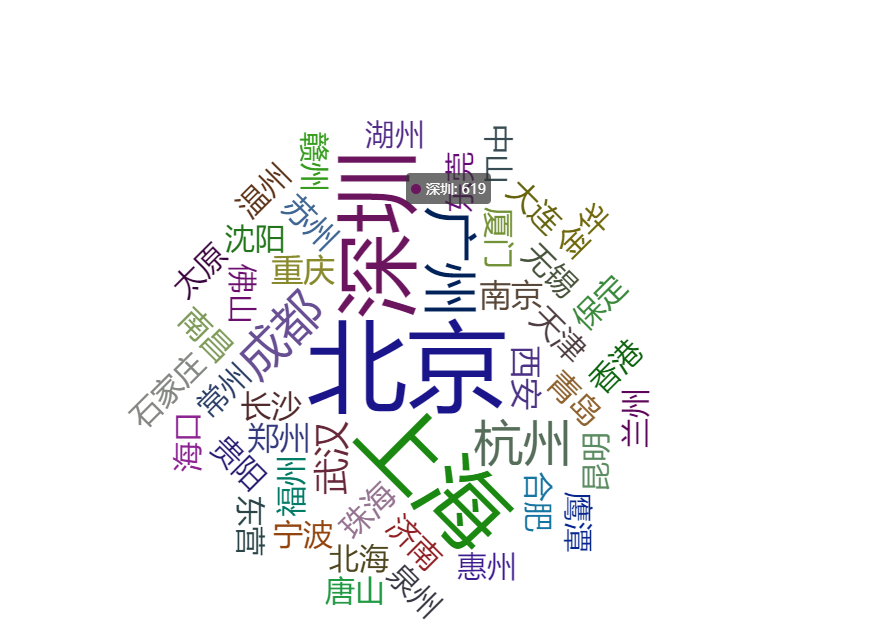 湖州
中山
赣州
东莞
深圳
深圳: 619
温州
大连
金华
苏州
广州
厦门
沈阳
无锡
太原
重庆
佛山
南京
保定
成都
南昌
天津
北京
香港
石家庄
常州
西安
青岛
长沙
兰州
海口
郑州
武汉
上海
杭州
昆明
贵阳
福州
珠海
合肥
鹰潭
东营
宁波
济南
北海
惠州
唐山
泉州